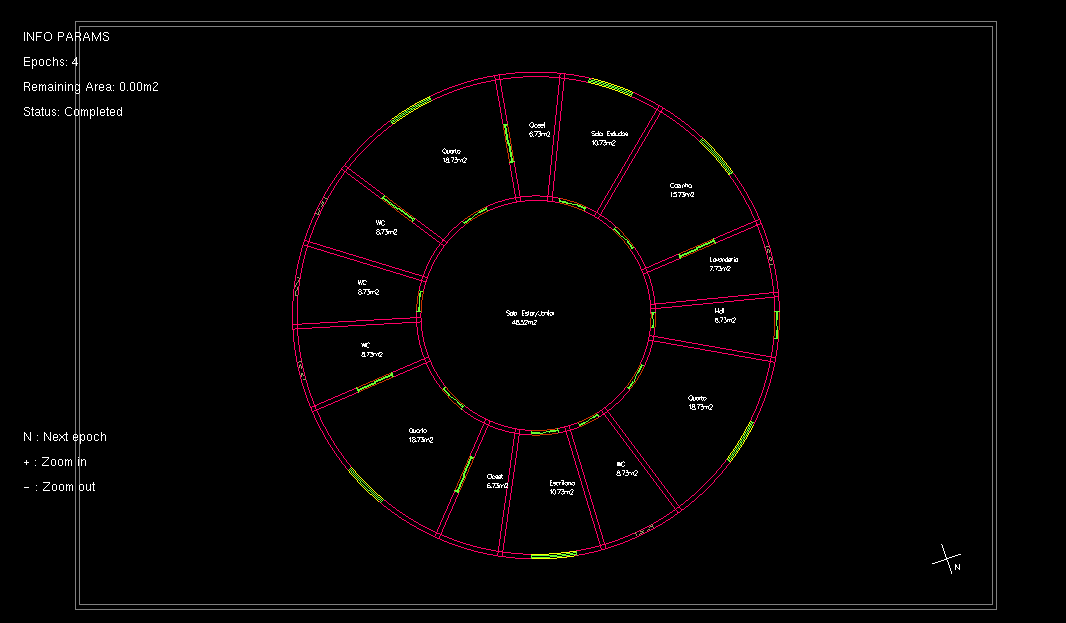 INFO PARAMS
Epochs: 4
Remaining Area: 0.00m2
Status: Completed
Closet
6.73m2
Sala Estudos
10.73m2
Quarto
18.73m2
Cozinha
15.73m2
WC
8.73m2
Lavanderia
7.73m2
WC
8.73m2
Hall
8.73m2
Sala Estar/Jantar
48.52m2
WC
8.73m2
Quarto
18.73m2
Quarto
18.73m2
WC
8.73m2
Closet
6.73m2
Escritorio
10.73m2
N : Next epoch
+ : Zoom in
- : Zoom out
N